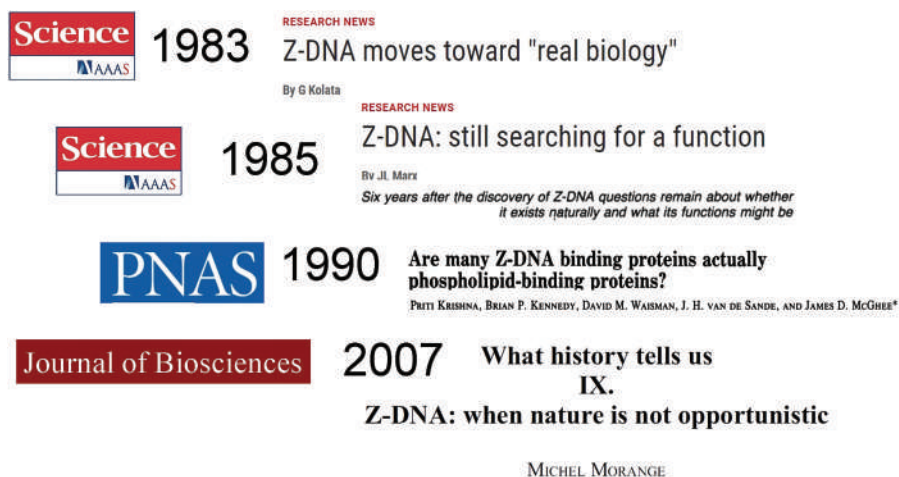 Science
AAAS
1983
RESEARCH NEWS
Z-DNA moves toward "real biology"
By G Kolata
Science
AAAS
1985
RESEARCH NEWS
Z-DNA: still searching for a function
By JL Marx
Six years after the discovery of Z-DNA questions remain about whether
it exists naturally and what its functions might be
PNAS
1990
Are many Z-DNA binding proteins actually
phospholipid-binding proteins?
PRITI KRISHNA, BRIAN P. KENNEDY, DAVID M. WAISMAN, J. H. VAN DE SANDE, AND JAMES D. MCGHEE*
Journal of Biosciences
2007
What history tells us
IX.
Z-DNA: when nature is not opportunistic
MICHEL MORANGE